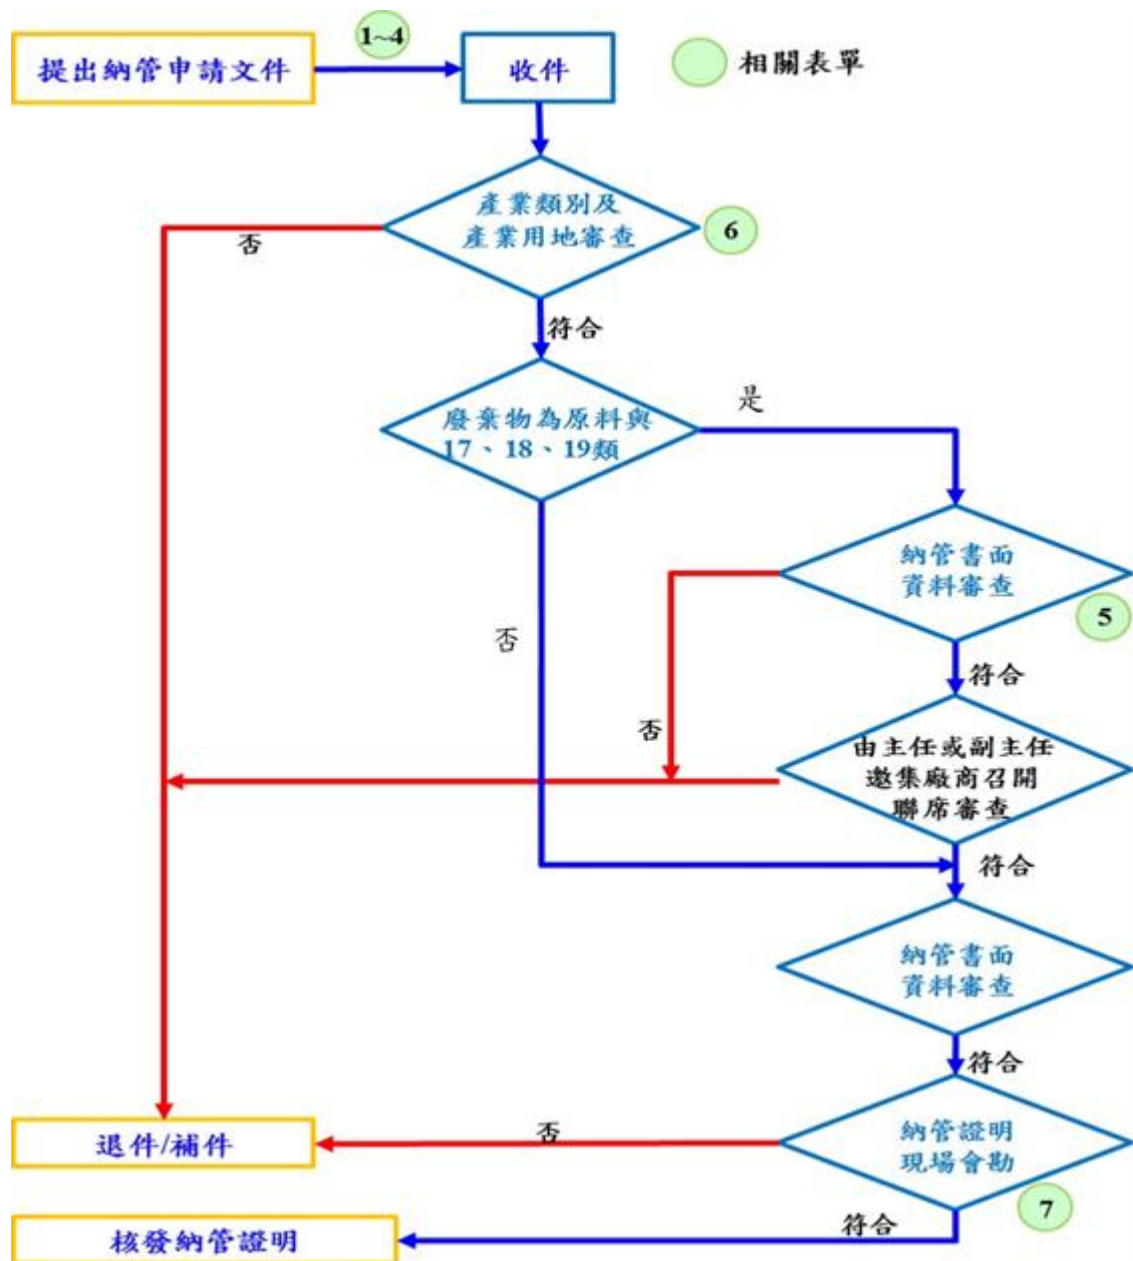 1~4
提出納管申請文件
收件
相關表單
產業類別及
產業用地審查
6
否
符合
廢棄物為原料與
17、18、19類
是
納管書面
資料審查
5
否
符合
否
由主任或副主任
邀集廠商召開
聯席審查
符合
納管書面
資料審查
符合
納管證明
現場會勘
否
退件/補件
7
符合
核發納管證明